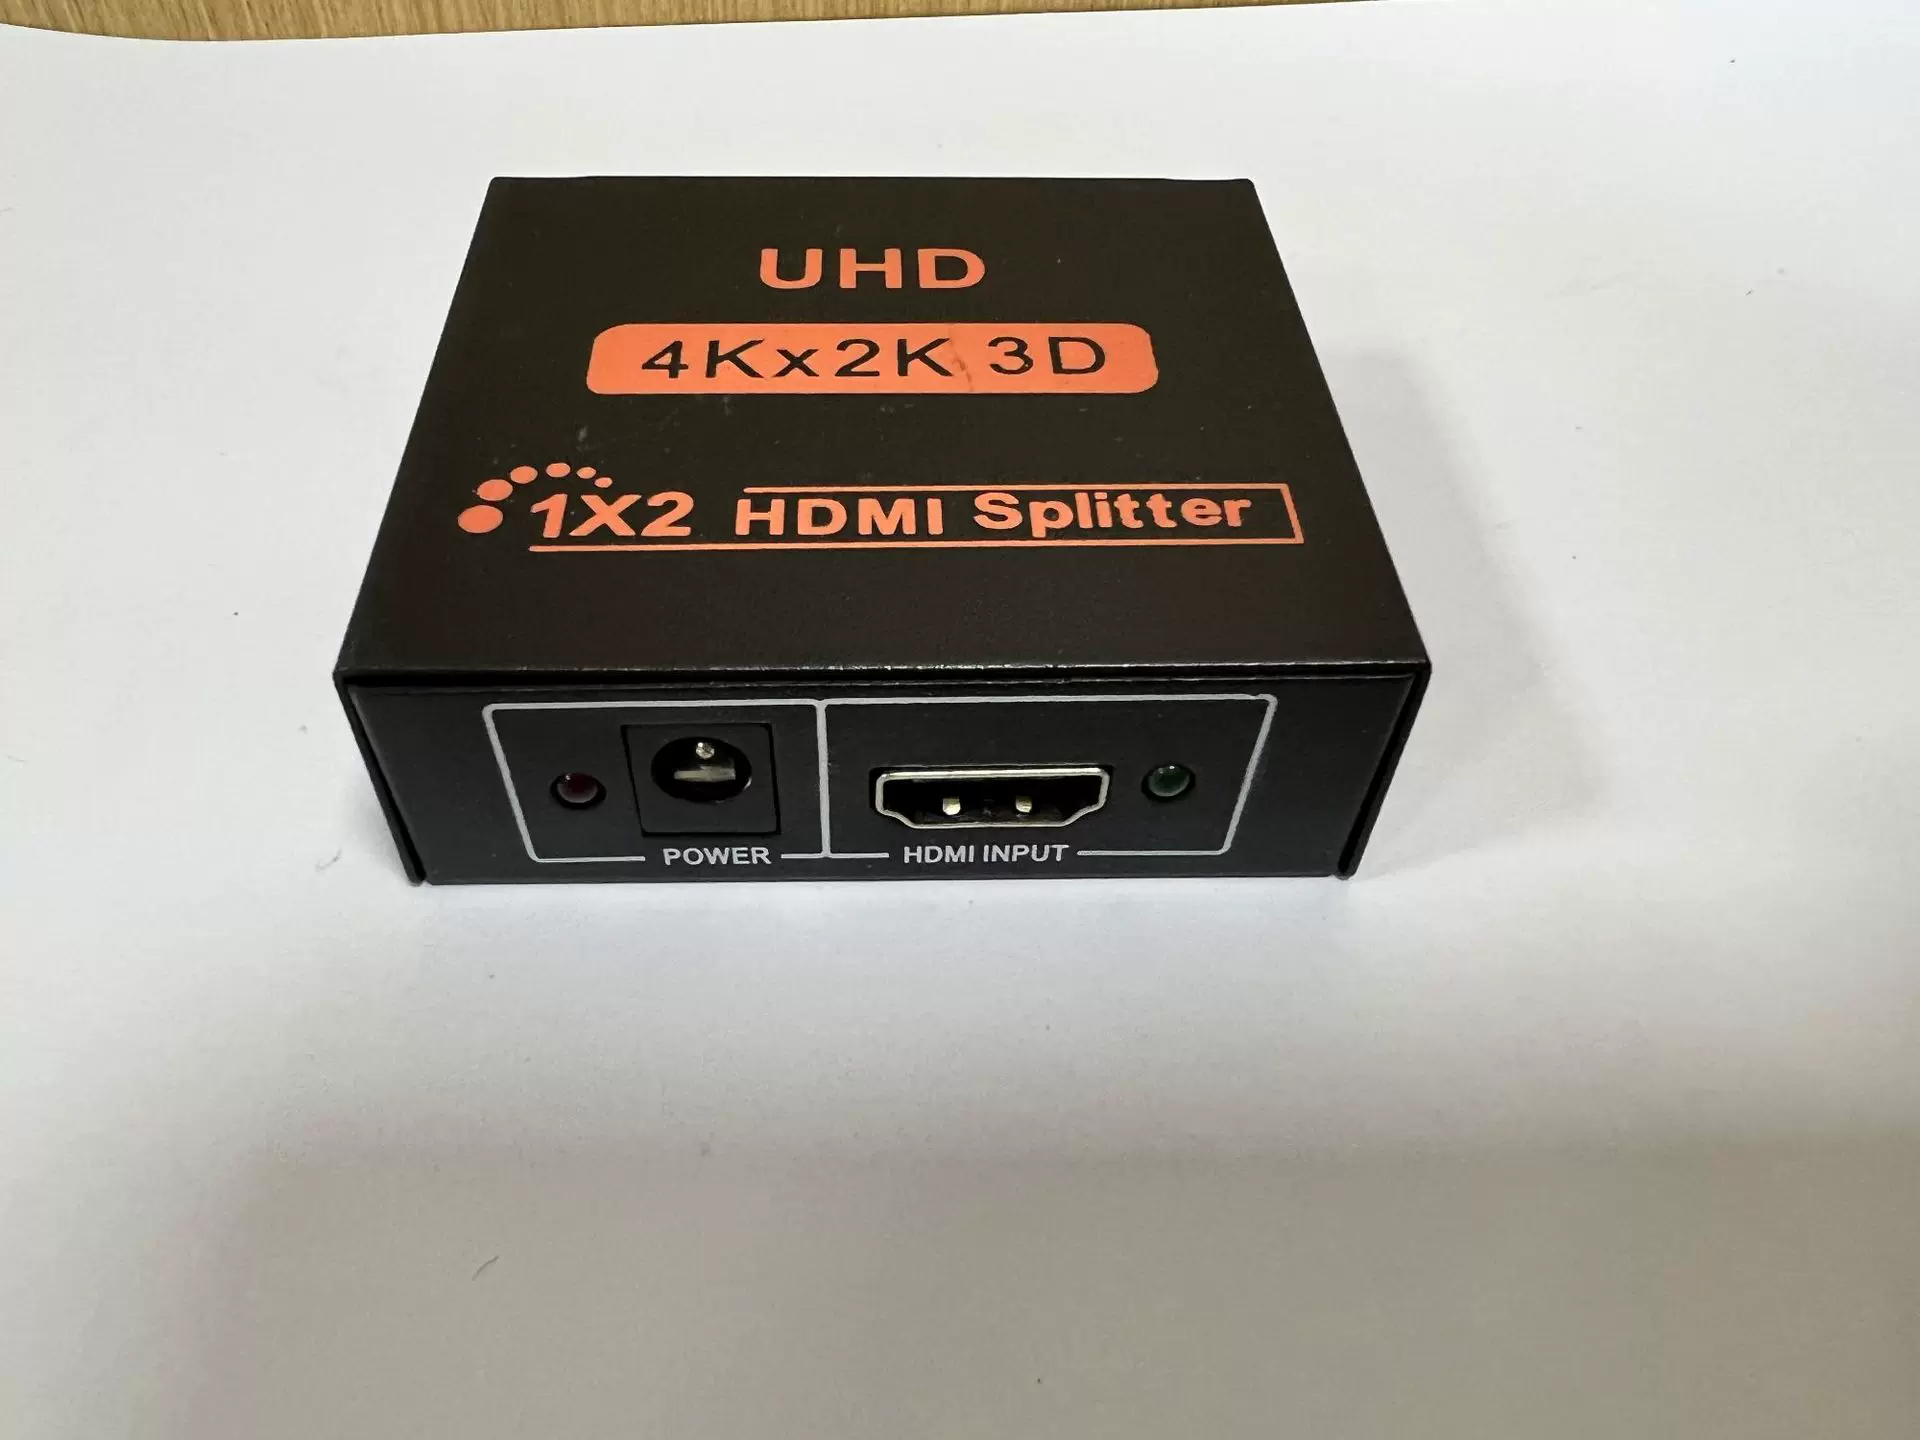 UHD
4Kx2K 3D
1X2 HDMI Splitter
POWER
HDMI INPUT